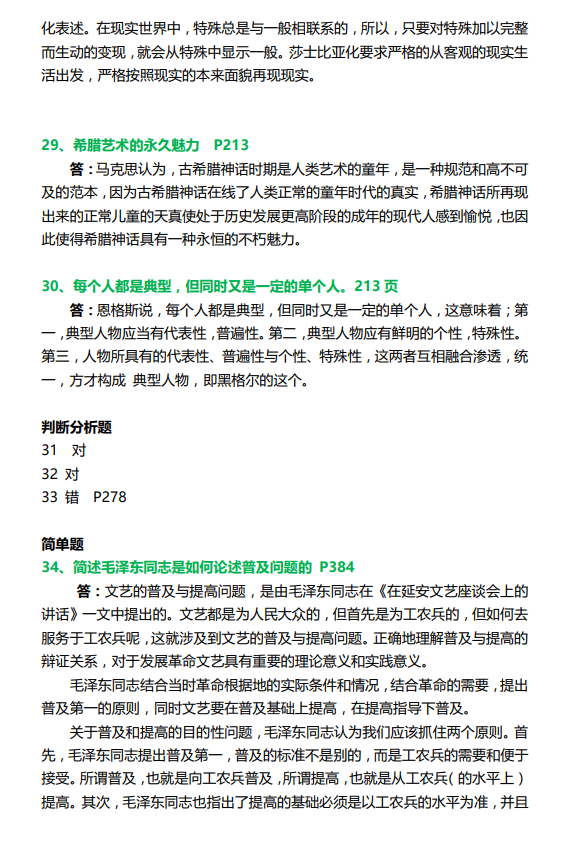 化表述。在现实世界中，特殊总是与一般相联系的，所以，只要对特殊加以完整
而生动的变现，就会从特殊中显示一般。莎士比亚化要求严格的从客观的现实生
活出发，严格按照现实的本来面貌再现现实。
29、希腊艺术的永久魅力 P213
答：马克思认为，古希腊神话时期是人类艺术的童年，是一种规范和高不可
及的范本，因为古希腊神话在线了人类正常的童年时代的真实，希腊神话所再现
出来的正常儿童的天真使处于历史发展更高阶段的成年的现代人感到愉悦，也因
此使得希腊神话具有一种永恒的不朽魅力。
30、每个人都是典型，但同时又是一定的单个人。213 页
答：恩格斯说，每个人都是典型，但同时又是一定的单个人，这意味着；第
一，典型人物应当有代表性，普遍性。第二，典型人物应有鲜明的个性，特殊性。
第三，人物所具有的代表性、普遍性与个性、特殊性，这两者互相融合渗透，统
一，方才构成 典型人物，即黑格尔的这个。
判断分析题
31 对
32 对
33 错 P278
简单题
34、简述毛泽东同志是如何论述普及问题的 P384
答：文艺的普及与提高问题，是由毛泽东同志在《在延安文艺座谈会上的
讲话》一文中提出的。文艺都是为人民大众的，但首先是为工农兵的，但如何去
服务于工农兵呢，这就涉及到文艺的普及与提高问题。正确地理解普及与提高的
辩证关系，对于发展革命文艺具有重要的理论意义和实践意义。
毛泽东同志结合当时革命根据地的实际条件和情况，结合革命的需要，提出
普及第一的原则，同时文艺要在普及基础上提高，在提高指导下普及。
关于普及和提高的目的性问题，毛泽东同志认为我们应该抓住两个原则。首
先，毛泽东同志提出普及第一，普及的标准不是别的，而是工农兵的需要和便于
接受。所谓普及，也就是向工农兵普及，所谓提高，也就是从工农兵（的水平上）
提高。其次，毛泽东同志也指出了提高的基础必须是以工农兵的水平为准，并且